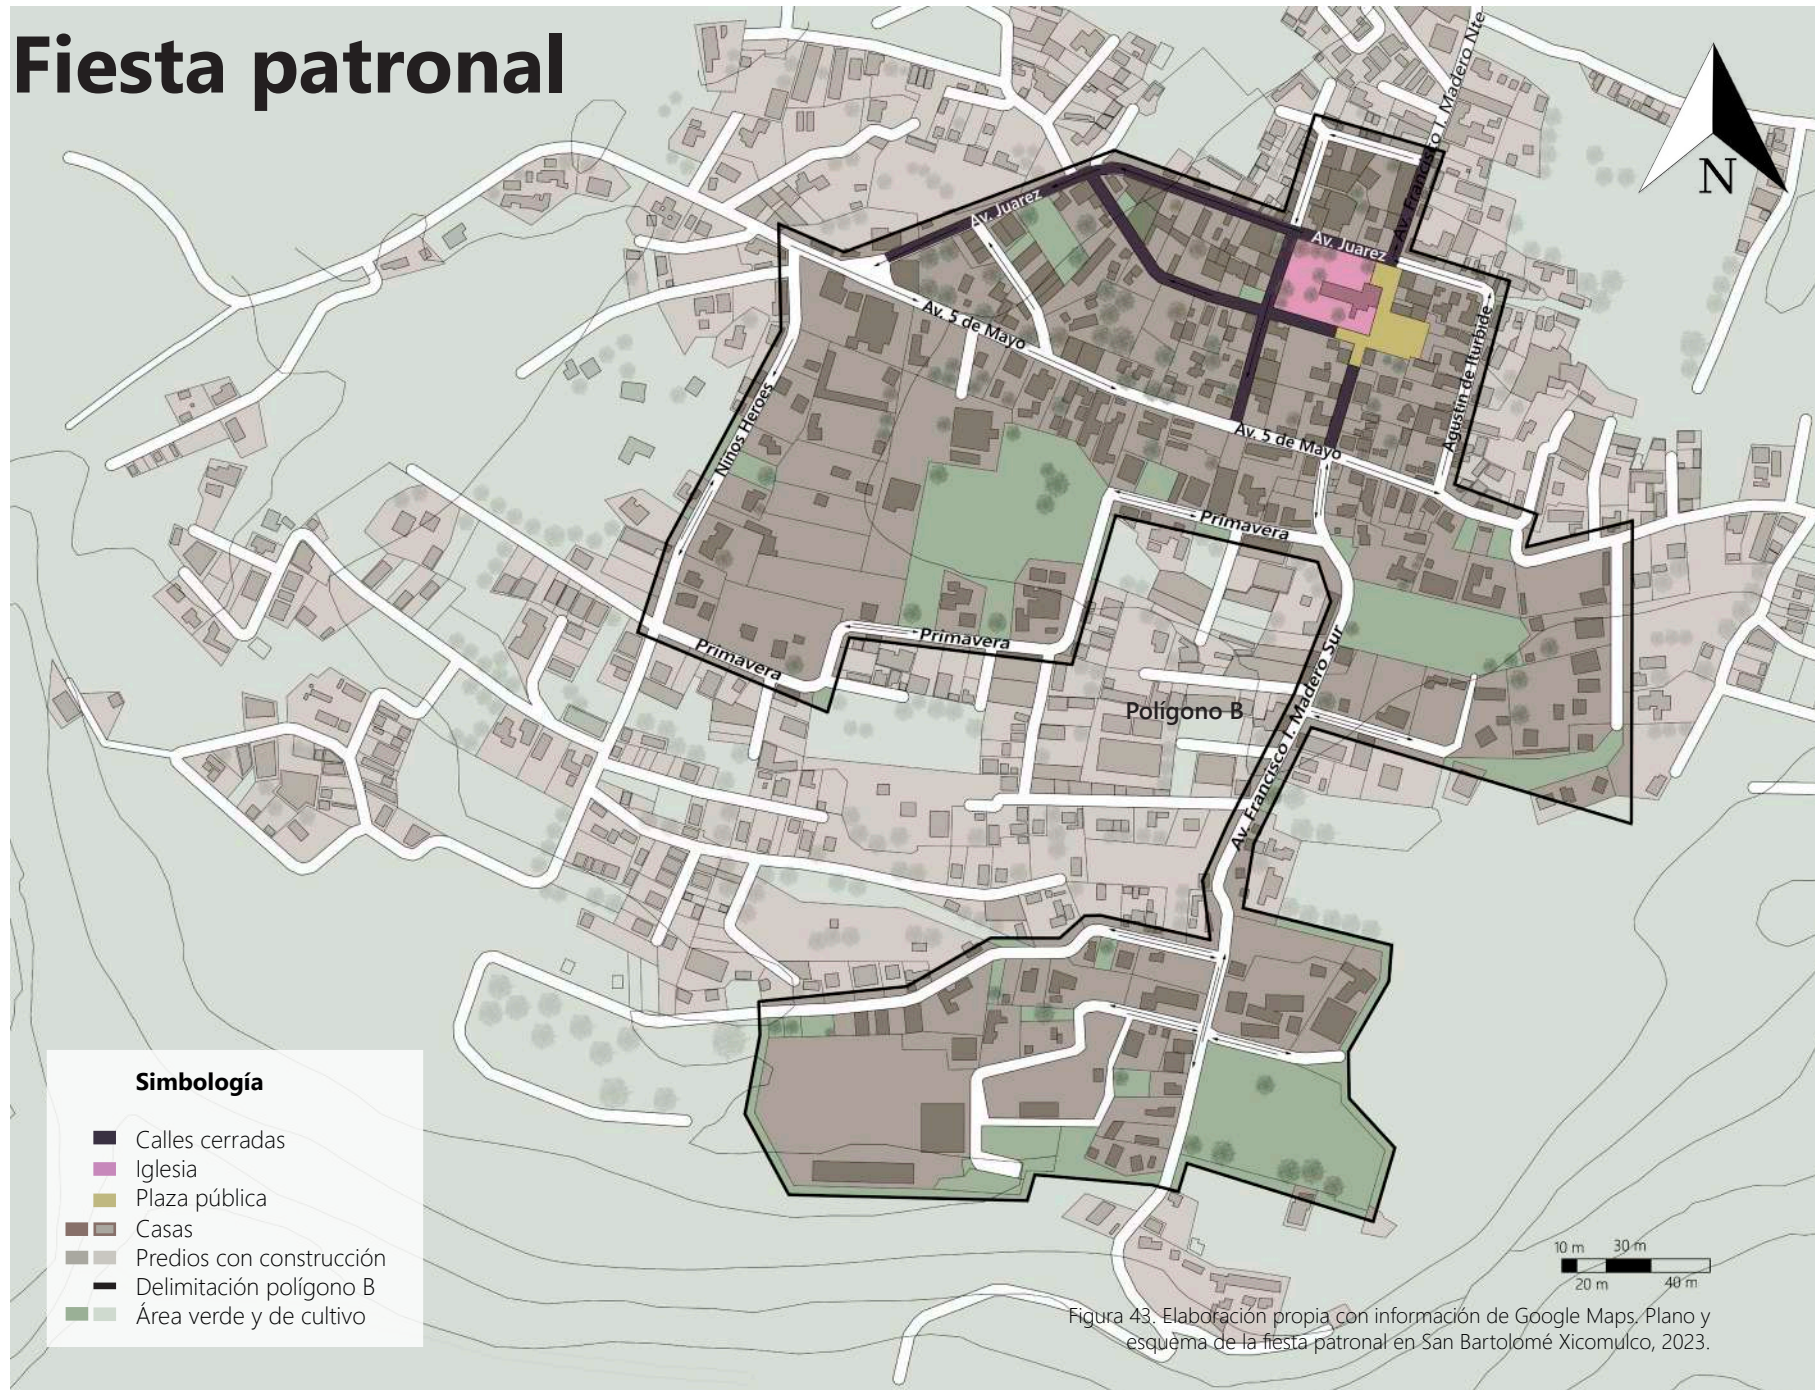 Fiesta patronal
N
Av. Francisco I. Madero Nte
Av. Juarez
Av. Juarez
Av. 5 de Mayo
Agustin de Iturbide
Niños Heroes
Av. 5 de Mayo
Primavera
Primavera
Primavera
Av. Francisco I. Madero Sur
Polígono B
Simbología
Calles cerradas
Iglesia
Plaza pública
Casas
Predios con construcción
Delimitación polígono B
Área verde y de cultivo
10 m 30 m
20 m 40 m
Figura 43. Elaboración propia con información de Google Maps. Plano y
esquema de la fiesta patronal en San Bartolomé Xicomulco, 2023.